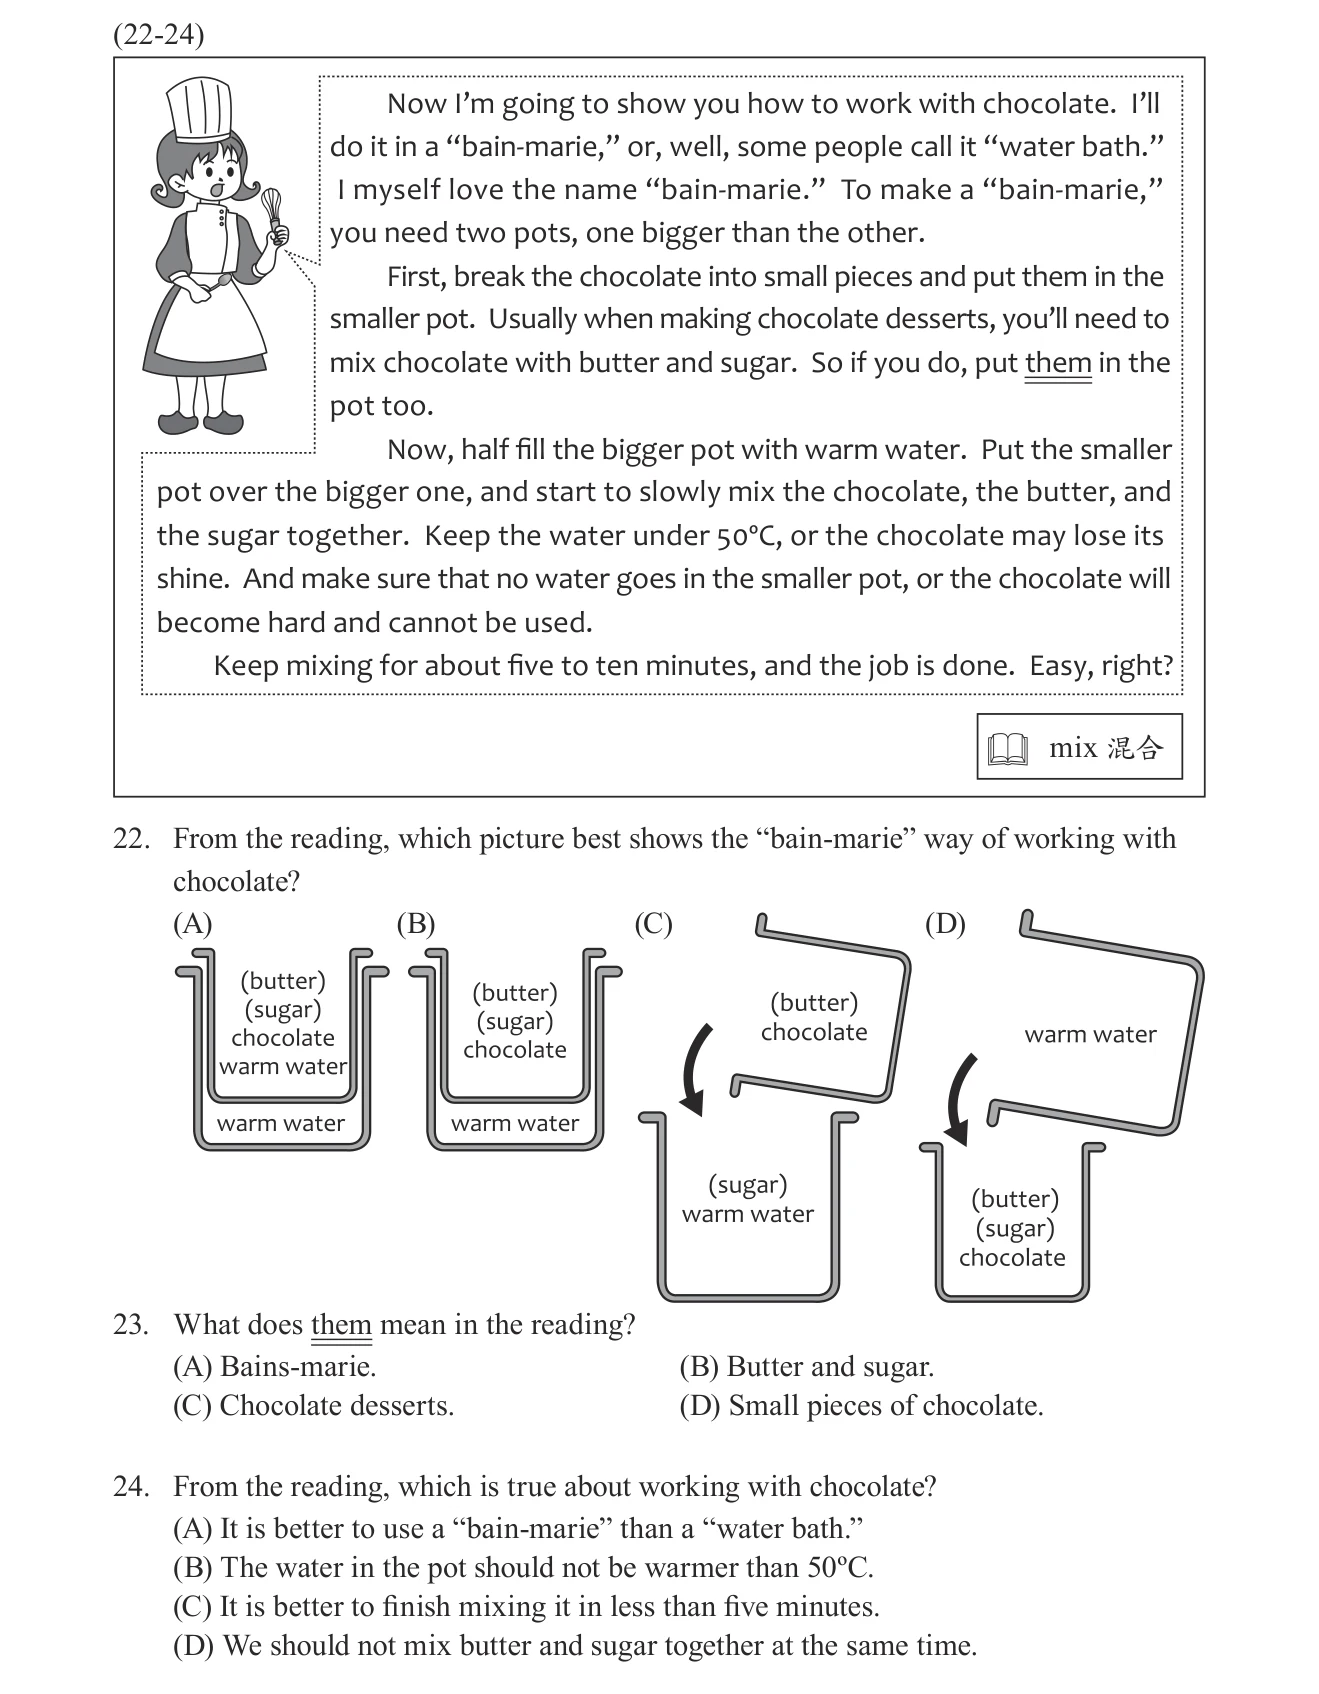 (22-24)
Now I'm going to show you how to work with chocolate. I'll
do it in a “bain-marie,” or, well, some people call it “water bath.”
I myself love the name “bain-marie.” To make a “bain-marie,”
you need two pots, one bigger than the other.
First, break the chocolate into small pieces and put them in the
smaller pot. Usually when making chocolate desserts, you'll need to
mix chocolate with butter and sugar. So if you do, put them in the
pot too.
Now, half fill the bigger pot with warm water. Put the smaller
pot over the bigger one, and start to slowly mix the chocolate, the butter, and
the sugar together. Keep the water under 50ºC, or the chocolate may lose its
shine. And make sure that no water goes in the smaller pot, or the chocolate will
become hard and cannot be used.
Keep mixing for about five to ten minutes, and the job is done. Easy, right?
mix 混合
22. From the reading, which picture best shows the “bain-marie” way of working with
chocolate?
(A) (B) (C) (D)
(butter)
(sugar)
chocolate
warm water
warm water
(butter)
(sugar)
chocolate
warm water
(butter)
chocolate
(sugar)
warm water
warm water
(butter)
(sugar)
chocolate
23. What does them mean in the reading?
(A) Bains-marie. (B) Butter and sugar.
(C) Chocolate desserts. (D) Small pieces of chocolate.
24. From the reading, which is true about working with chocolate?
(A) It is better to use a “bain-marie” than a “water bath.”
(B) The water in the pot should not be warmer than 50ºC.
(C) It is better to finish mixing it in less than five minutes.
(D) We should not mix butter and sugar together at the same time.